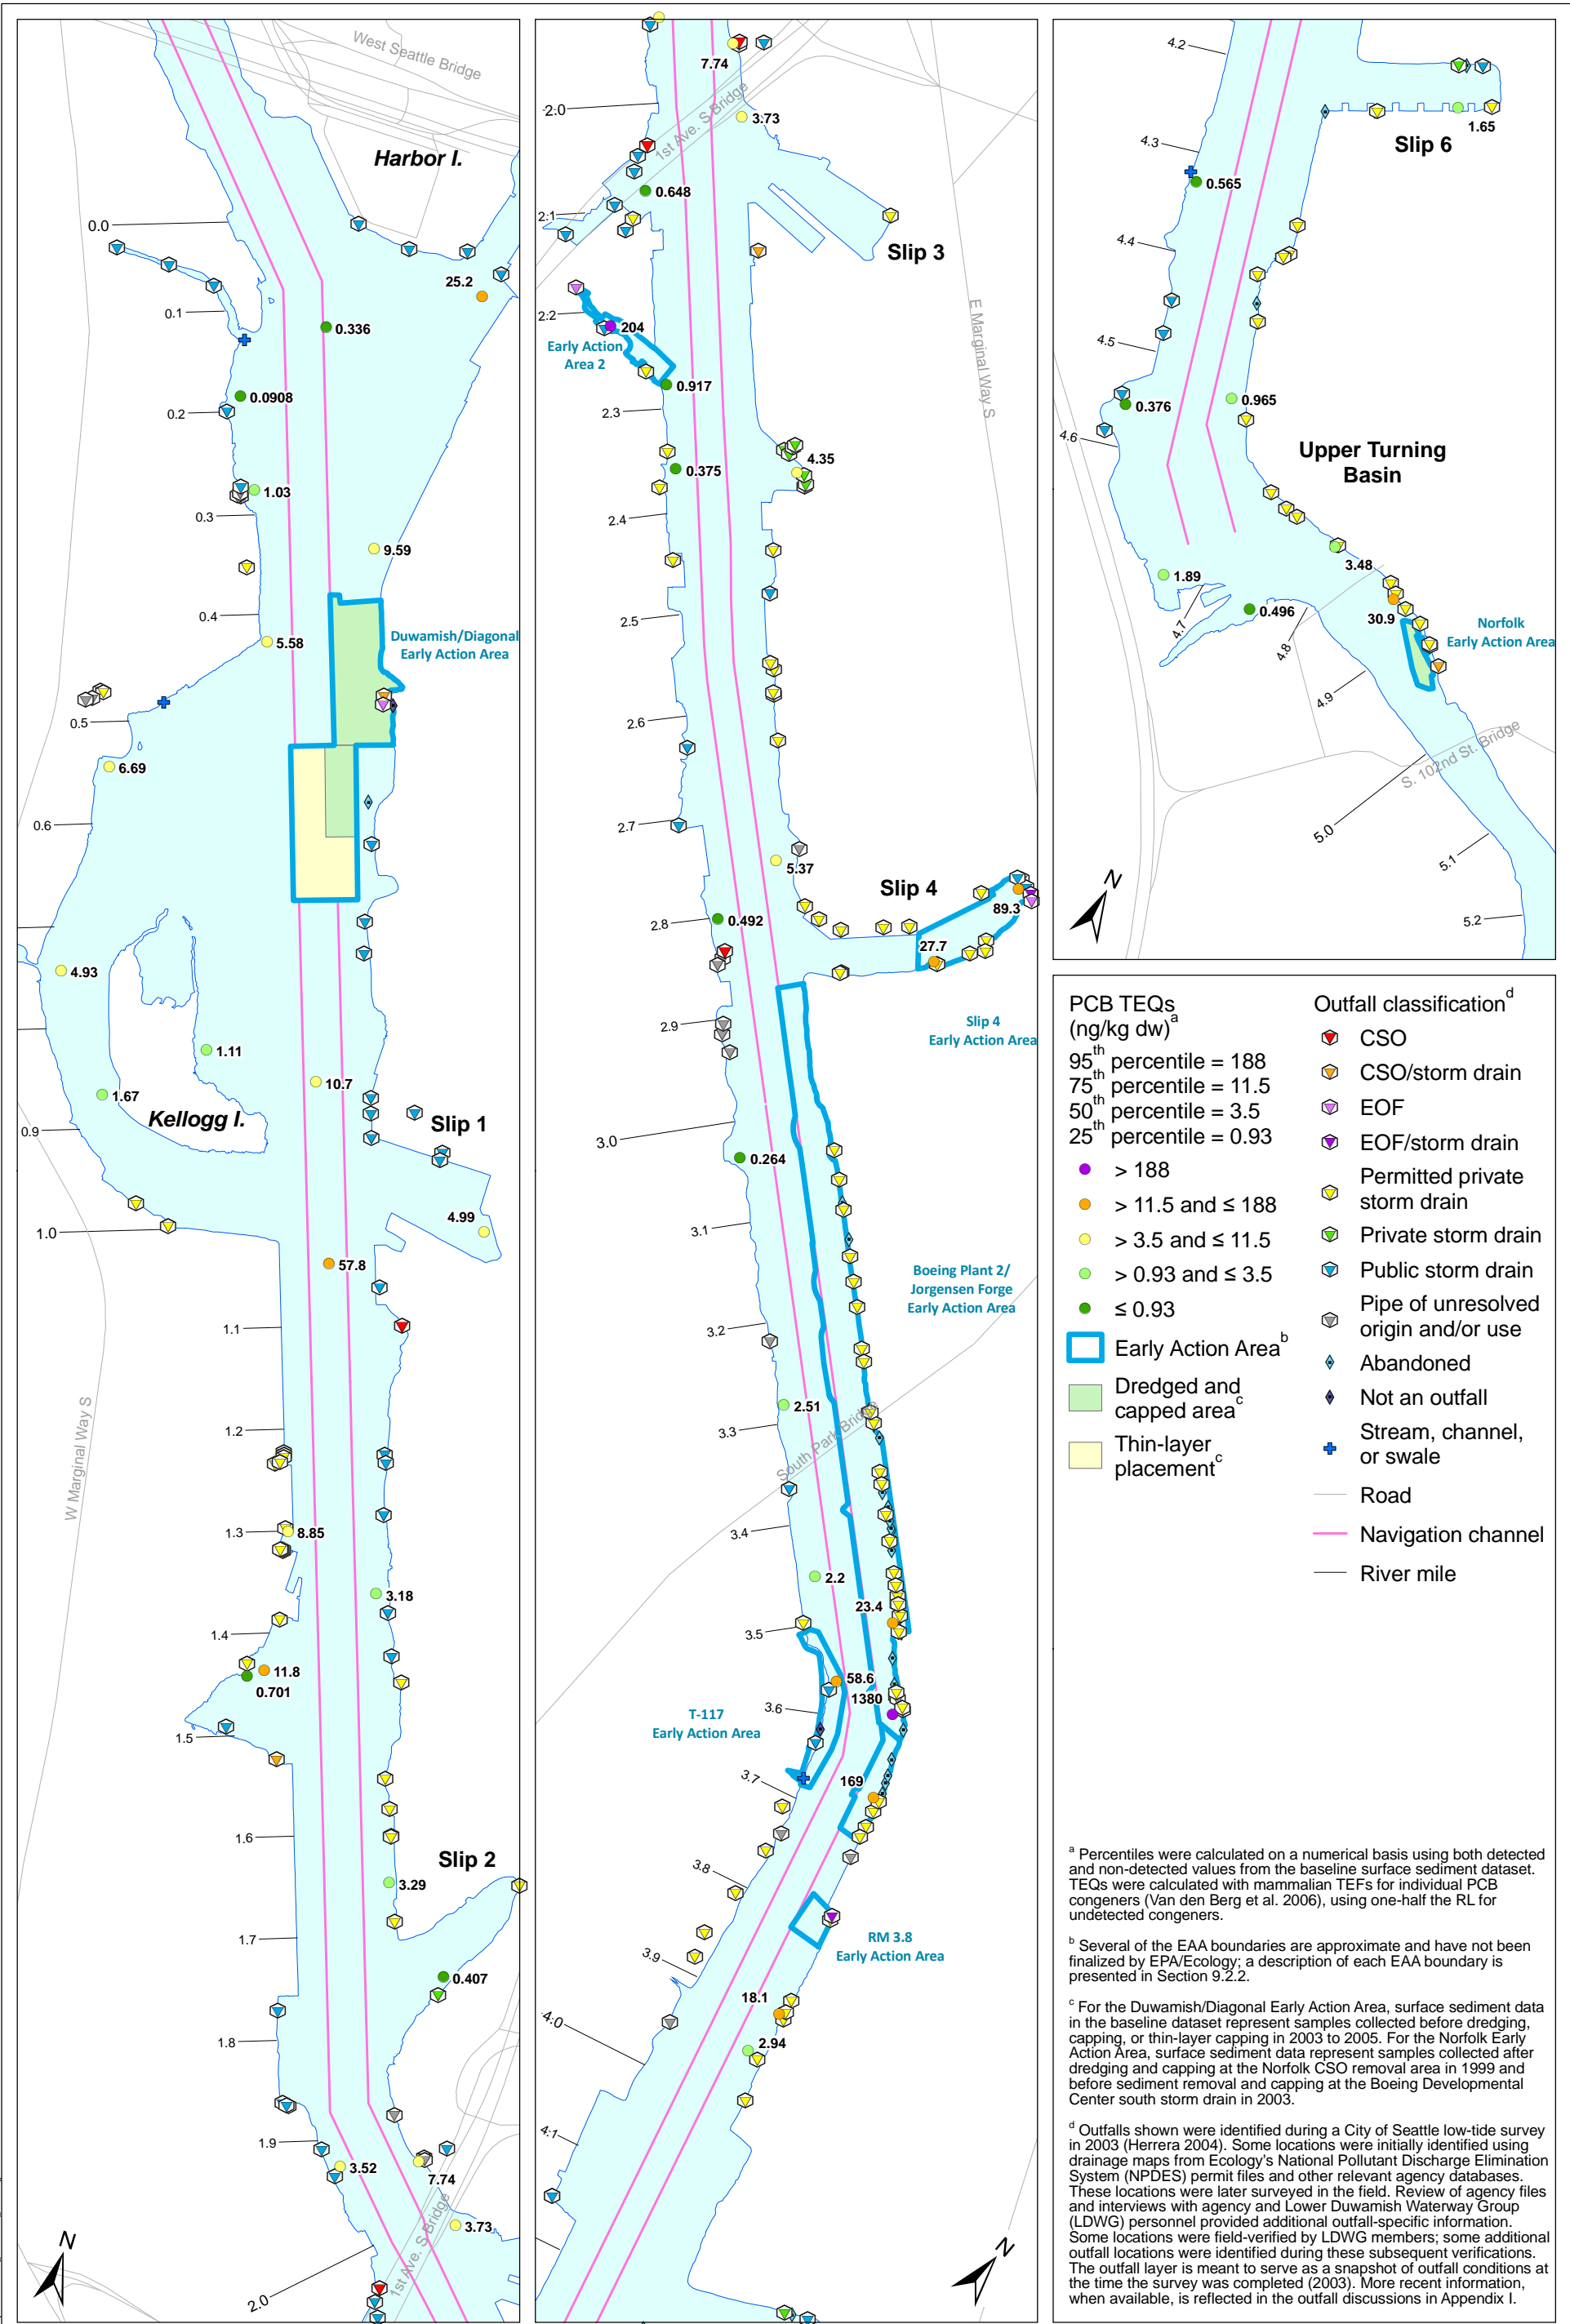 West Seattle Bridge
Harbor I.
0.0
25.2
0.1
0.336
0.0908
0.2
1.03
0.3
9.59
0.4
5.58
Duwamish/Diagonal
Early Action Area
0.5
6.69
0.6
4.93
1.11
10.7
1.67
Kellogg I.
Slip 1
0.9
4.99
1.0
57.8
1.1
W Marginal Way S
1.2
1.3
8.85
3.18
1.4
11.8
0.701
1.5
1.6
Slip 2
3.29
1.7
0.407
1.8
1.9
3.52
7.74
3.73
1st Ave. S Bridge
N
2.0
7.74
2.0
3.73
1st Ave. S Bridge
0.648
2.1
Slip 3
E Marginal Way S
2.2
204
Early Action
Area 2
0.917
2.3
4.35
0.375
2.4
2.5
2.6
2.7
5.37
Slip 4
89.3
2.8
0.492
27.7
2.9
Slip 4
Early Action Area
3.0
0.264
3.1
Boeing Plant 2/
Jorgensen Forge
Early Action Area
3.2
2.51
3.3
South Park Bridge
3.4
2.2
23.4
3.5
58.6
1380
3.6
T-117
Early Action Area
3.7
169
3.8
RM 3.8
Early Action Area
3.9
18.1
4.0
2.94
4.1
N
4.2
1.65
Slip 6
4.3
0.565
4.4
4.5
0.376
0.965
4.6
Upper Turning
Basin
3.48
1.89
0.496
30.9
4.7
4.8
Norfolk
Early Action Area
4.9
S. 102nd St. Bridge
5.0
5.1
N
5.2
PCB TEQs
(ng/kg dw)a
95th percentile = 188
75th percentile = 11.5
50th percentile = 3.5
25th percentile = 0.93
> 188
> 11.5 and ≤ 188
> 3.5 and ≤ 11.5
> 0.93 and ≤ 3.5
≤ 0.93
Early Action Areab
Dredged and
capped areac
Thin-layer
placementc
Outfall classificationd
CSO
CSO/storm drain
EOF
EOF/storm drain
Permitted private
storm drain
Private storm drain
Public storm drain
Pipe of unresolved
origin and/or use
Abandoned
Not an outfall
Stream, channel,
or swale
Road
Navigation channel
River mile
a Percentiles were calculated on a numerical basis using both detected
and non-detected values from the baseline surface sediment dataset.
TEQs were calculated with mammalian TEFs for individual PCB
congeners (Van den Berg et al. 2006), using one-half the RL for
undetected congeners.
b Several of the EAA boundaries are approximate and have not been
finalized by EPA/Ecology; a description of each EAA boundary is
presented in Section 9.2.2.
c For the Duwamish/Diagonal Early Action Area, surface sediment data
in the baseline dataset represent samples collected before dredging,
capping, or thin-layer capping in 2003 to 2005. For the Norfolk Early
Action Area, surface sediment data represent samples collected after
dredging and capping at the Norfolk CSO removal area in 1999 and
before sediment removal and capping at the Boeing Developmental
Center south storm drain in 2003.
d Outfalls shown were identified during a City of Seattle low-tide survey
in 2003 (Herrera 2004). Some locations were initially identified using
drainage maps from Ecology's National Pollutant Discharge Elimination
System (NPDES) permit files and other relevant agency databases.
These locations were later surveyed in the field. Review of agency files
and interviews with agency and Lower Duwamish Waterway Group
(LDWG) personnel provided additional outfall-specific information.
Some locations were field-verified by LDWG members; some additional
outfall locations were identified during these subsequent verifications.
The outfall layer is meant to serve as a snapshot of outfall conditions at
the time the survey was completed (2003). More recent information,
when available, is reflected in the outfall discussions in Appendix I.